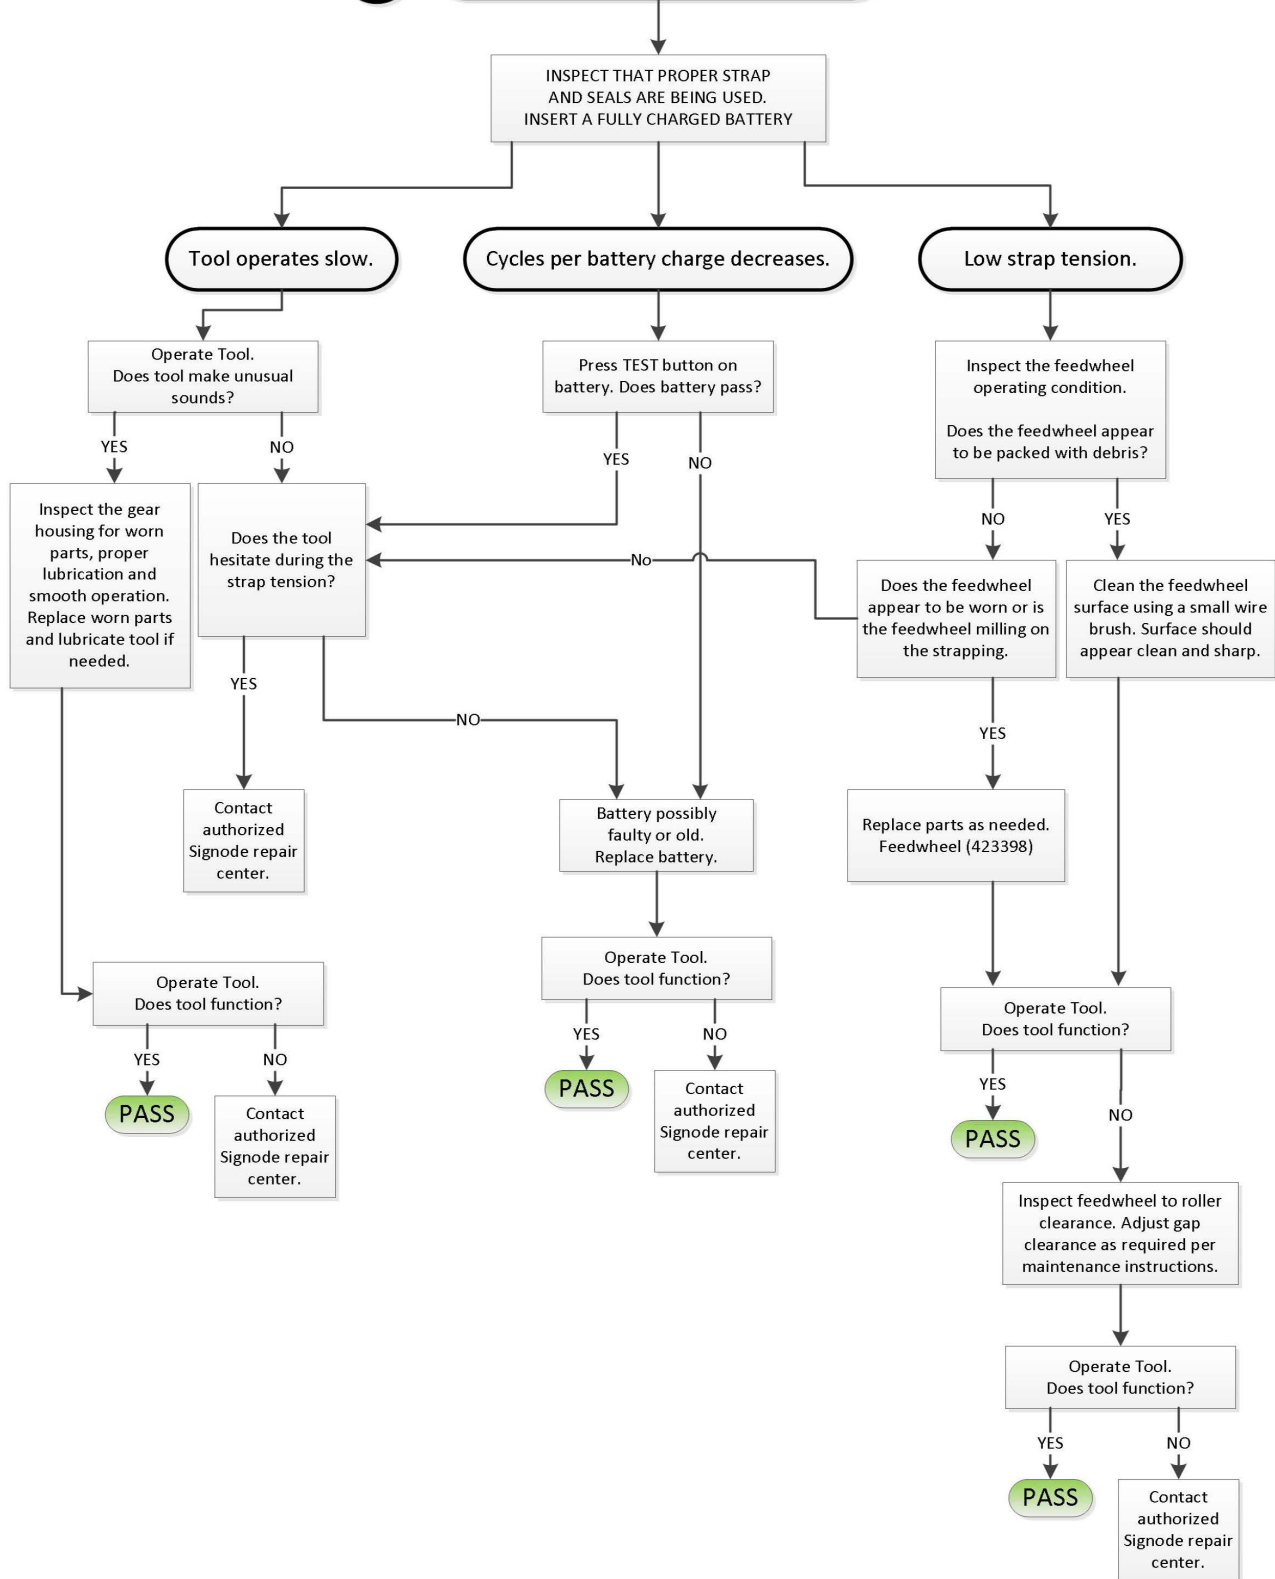 INSPECT THAT PROPER STRAP
AND SEALS ARE BEING USED.
INSERT A FULLY CHARGED BATTERY
Tool operates slow.
Cycles per battery charge decreases.
Low strap tension.
Operate Tool.
Does tool make unusual
sounds?
Press TEST button on
battery. Does battery pass?
Inspect the feedwheel
operating condition.
Does the feedwheel appear
to be packed with debris?
YES
NO
YES
NO
NO
YES
Inspect the gear
housing for worn
parts, proper
lubrication and
smooth operation.
Replace worn parts
and lubricate tool if
needed.
Does the tool
hesitate during the
strap tension?
No
Does the feedwheel
appear to be worn or is
the feedwheel milling on
the strapping.
Clean the feedwheel
surface using a small wire
brush. Surface should
appear clean and sharp.
YES
NO
YES
Contact
authorized
Signode repair
center.
Battery possibly
faulty or old.
Replace battery.
Replace parts as needed.
Feedwheel (423398)
Operate Tool.
Does tool function?
YES
NO
PASS
Contact
authorized
Signode repair
center.
Operate Tool.
Does tool function?
YES
NO
PASS
Contact
authorized
Signode repair
center.
Operate Tool.
Does tool function?
YES
NO
PASS
Inspect feedwheel to roller
clearance. Adjust gap
clearance as required per
maintenance instructions.
Operate Tool.
Does tool function?
YES
NO
PASS
Contact
authorized
Signode repair
center.